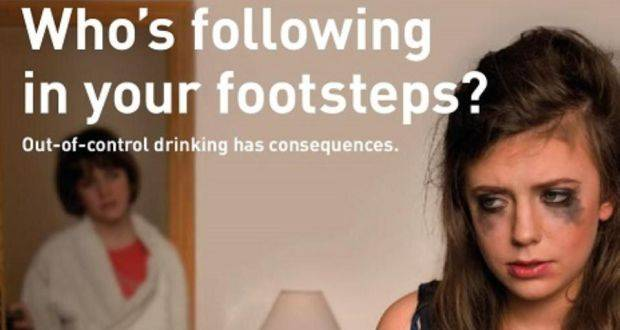 Who's following
in your footsteps?
Out-of-control drinking has consequences.